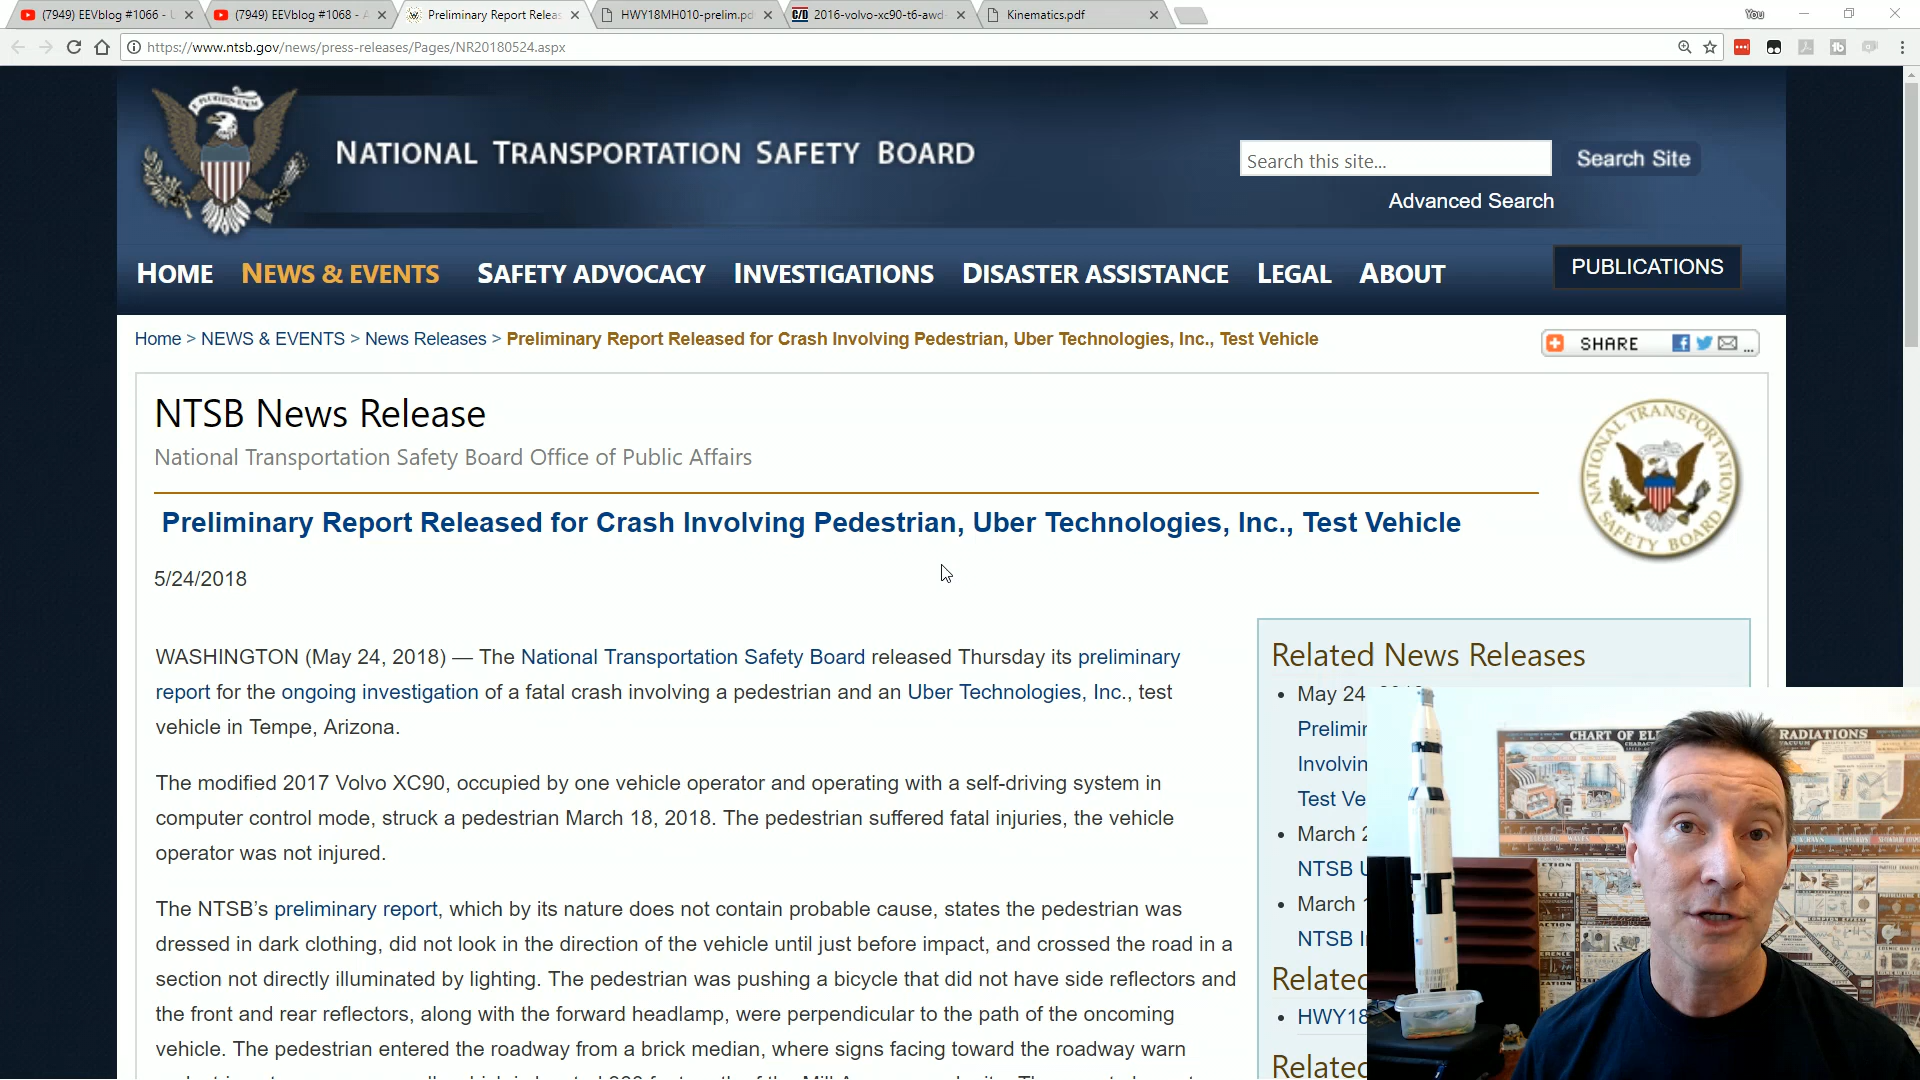 (7949) EEVblog #1066 - U
(7949) EEVblog #1068 - A
Preliminary Report Releas
HWY18MH010-prelim.pd
C/D 2016-volvo-xc90-t6-awd-
Kinematics.pdf
You
https://www.ntsb.gov/news/press-releases/Pages/NR20180524.aspx
NATIONAL TRANSPORTATION SAFETY BOARD
Search this site...
Search Site
Advanced Search
HOME NEWS & EVENTS SAFETY ADVOCACY INVESTIGATIONS DISASTER ASSISTANCE LEGAL ABOUT
PUBLICATIONS
Home > NEWS & EVENTS > News Releases > Preliminary Report Released for Crash Involving Pedestrian, Uber Technologies, Inc., Test Vehicle
SHARE ...
NTSB News Release
National Transportation Safety Board Office of Public Affairs
NATIONAL TRANSPORTATION SAFETY BOARD
Preliminary Report Released for Crash Involving Pedestrian, Uber Technologies, Inc., Test Vehicle
5/24/2018
WASHINGTON (May 24, 2018) — The National Transportation Safety Board released Thursday its preliminary
report for the ongoing investigation of a fatal crash involving a pedestrian and an Uber Technologies, Inc., test
vehicle in Tempe, Arizona.
The modified 2017 Volvo XC90, occupied by one vehicle operator and operating with a self-driving system in
computer control mode, struck a pedestrian March 18, 2018. The pedestrian suffered fatal injuries, the vehicle
operator was not injured.
The NTSB's preliminary report, which by its nature does not contain probable cause, states the pedestrian was
dressed in dark clothing, did not look in the direction of the vehicle until just before impact, and crossed the road in a
section not directly illuminated by lighting. The pedestrian was pushing a bicycle that did not have side reflectors and
the front and rear reflectors, along with the forward headlamp, were perpendicular to the path of the oncoming
vehicle. The pedestrian entered the roadway from a brick median, where signs facing toward the roadway warn
Related News Releases
May 24
Prelimi
Involvin
Test Ve
March 2
NTSB U
March 1
NTSB I
Related
HWY18
Related
CHART OF EL
RADIATIONS